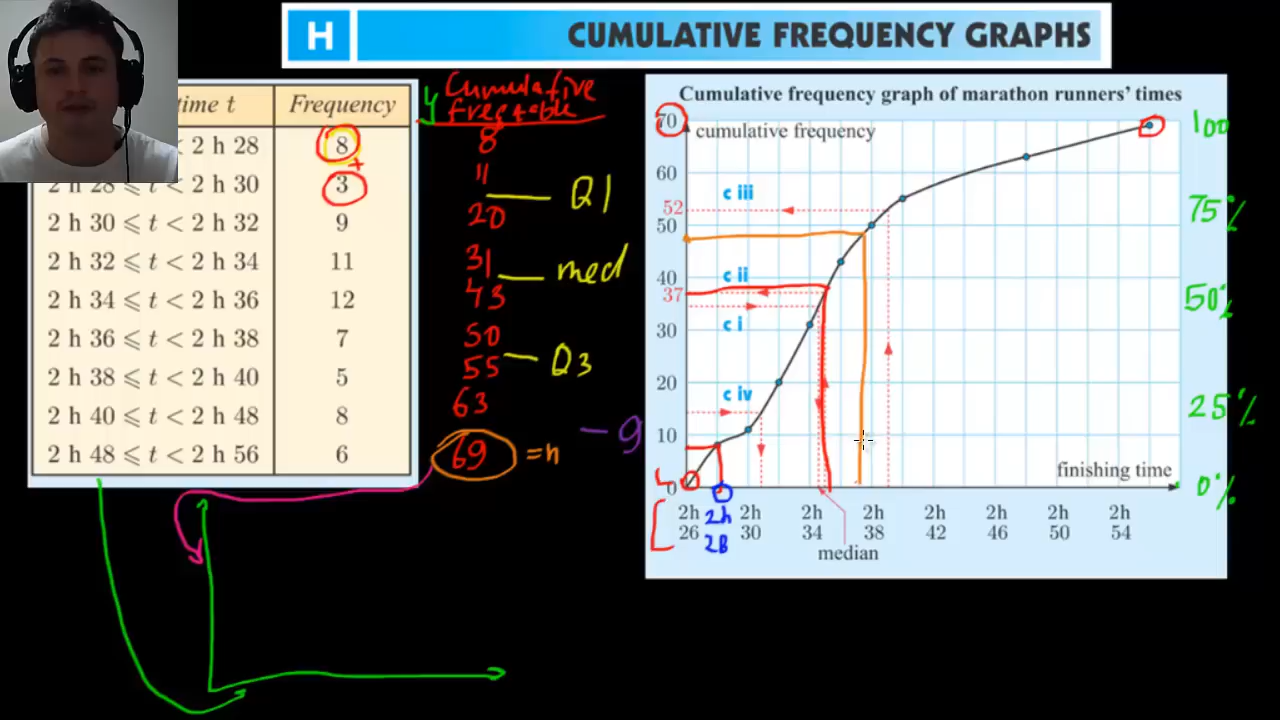 H
CUMULATIVE FREQUENCY GRAPHS
time t Frequency
< 2 h 28 8
+
2 h 28 ⩽ t < 2 h 30 3
2 h 30 ⩽ t < 2 h 32 9
2 h 32 ⩽ t < 2 h 34 11
2 h 34 ⩽ t < 2 h 36 12
2 h 36 ⩽ t < 2 h 38 7
2 h 38 ⩽ t < 2 h 40 5
2 h 40 ⩽ t < 2 h 48 8
2 h 48 ⩽ t < 2 h 56 6
y Cumulative
8
11
20
31
43
50
55
63
69 = n
Q1
med
Q3
9
Cumulative frequency graph of marathon runners' times
cumulative frequency
70
60
52
50
40
37
30
20
10
0
c iii
c ii
c i
c iv
finishing time
2h 2h 2h 2h 2h 2h 2h 2h 2h
26 28 30 34 38 42 46 50 54
median
100
75%
50%
25%
0%